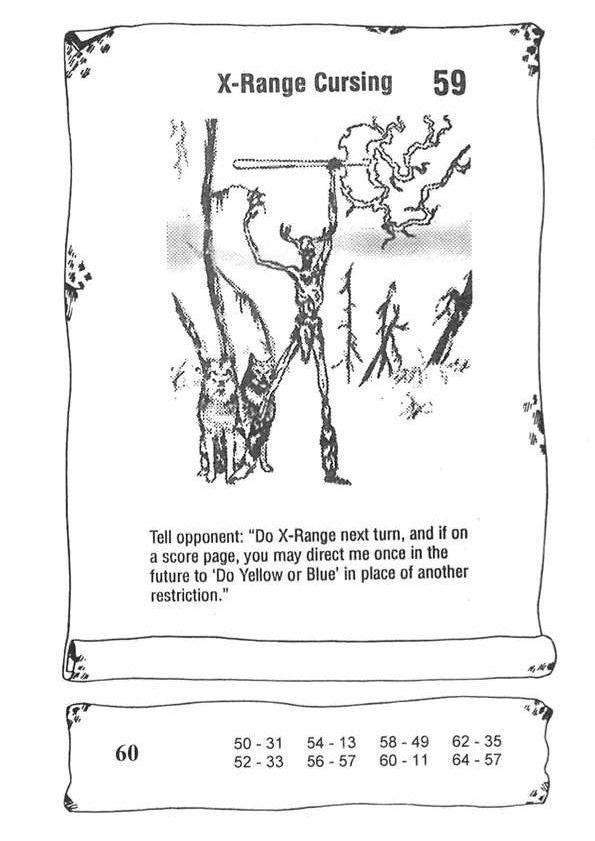 X-Range Cursing 59
Tell opponent: "Do X-Range next turn, and if on
a score page, you may direct me once in the
future to 'Do Yellow or Blue' in place of another
restriction."
60
50 - 31 54 - 13 58 - 49 62 - 35
52 - 33 56 - 57 60 - 11 64 - 57